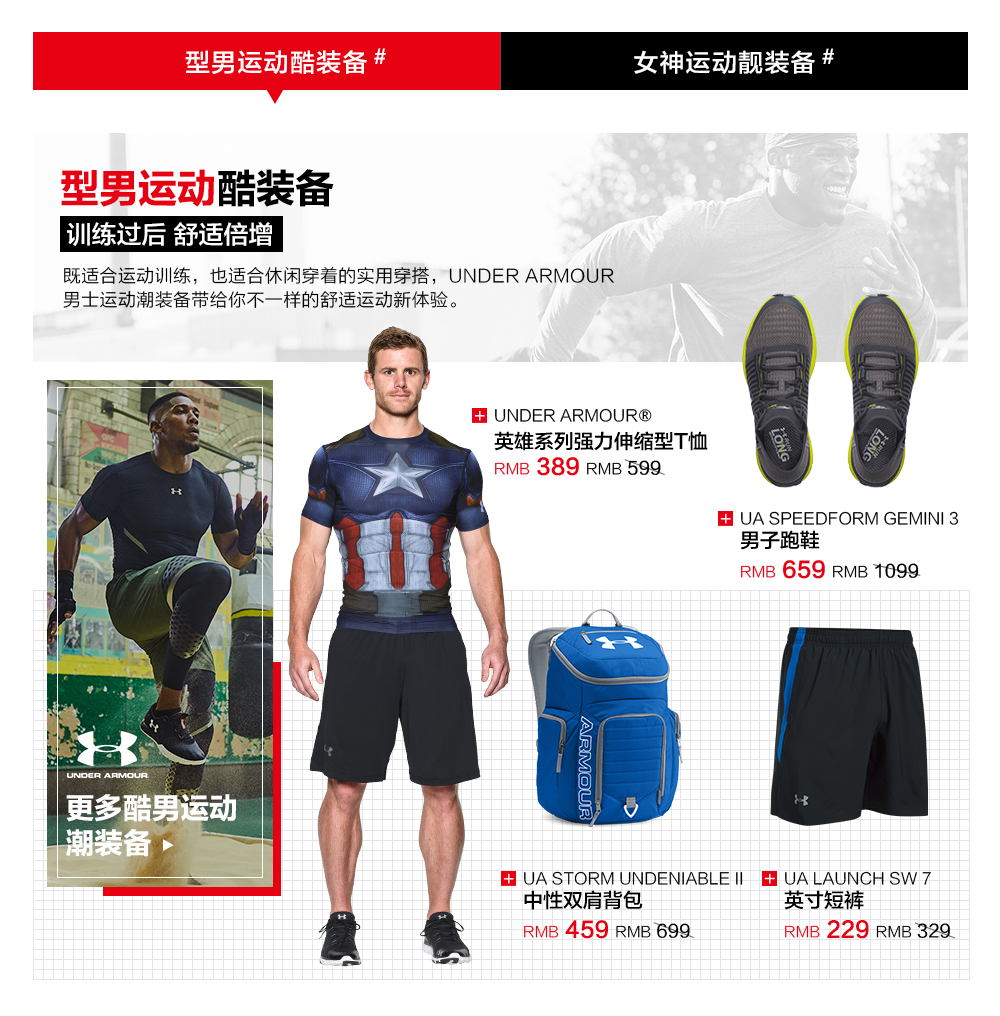 型男运动酷装备 #
女神运动靓装备 #
型男运动酷装备
训练过后 舒适倍增
既适合运动训练，也适合休闲穿着的实用穿搭，UNDER ARMOUR
男士运动潮装备带给你不一样的舒适运动新体验。
UNDER ARMOUR®
英雄系列强力伸缩型T恤
RMB 389 RMB 599
LONG
LONG
UA SPEEDFORM GEMINI 3
男子跑鞋
RMB 659 RMB 1099
UNDER ARMOUR
更多酷男运动
潮装备
ARMOUR
UA STORM UNDENIABLE II
中性双肩背包
RMB 459 RMB 699
UA LAUNCH SW 7
英寸短裤
RMB 229 RMB 329